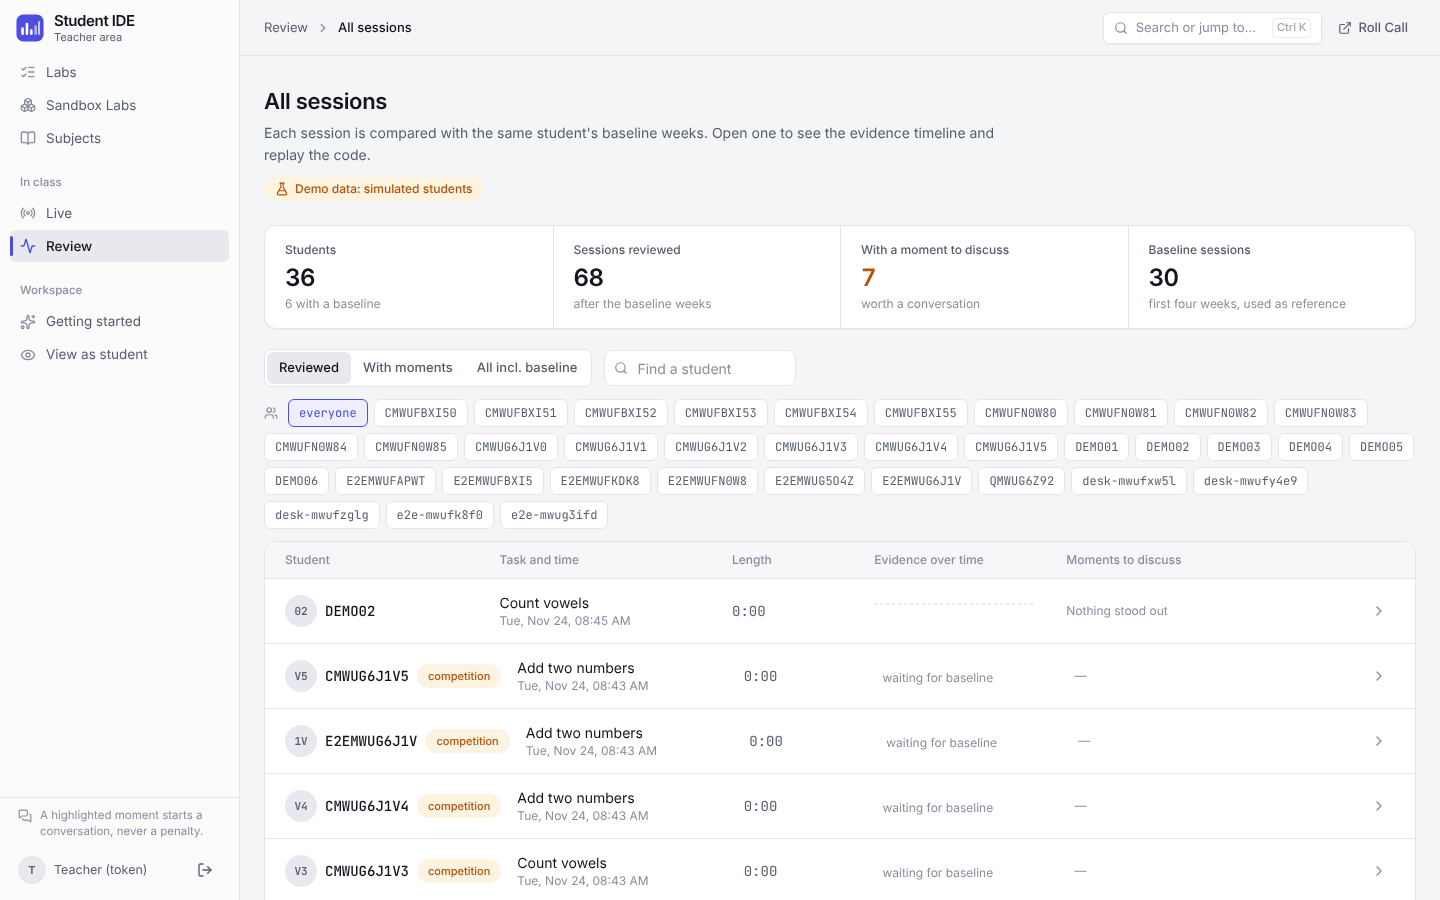 Student IDE
Teacher area
Labs
Sandbox Labs
Subjects
In class
Live
Review
Workspace
Getting started
View as student
A highlighted moment starts a
conversation, never a penalty.
T Teacher (token)
Review All sessions
Search or jump to... Ctrl K
Roll Call
All sessions
Each session is compared with the same student's baseline weeks. Open one to see the evidence timeline and
replay the code.
Demo data: simulated students
Students
36
6 with a baseline
Sessions reviewed
68
after the baseline weeks
With a moment to discuss
7
worth a conversation
Baseline sessions
30
first four weeks, used as reference
Reviewed With moments All incl. baseline Find a student
everyone CMWUFBXI50 CMWUFBXI51 CMWUFBXI52 CMWUFBXI53 CMWUFBXI54 CMWUFBXI55 CMWUFN0W80 CMWUFN0W81 CMWUFN0W82 CMWUFN0W83
CMWUFN0W84 CMWUFN0W85 CMWUG6J1V0 CMWUG6J1V1 CMWUG6J1V2 CMWUG6J1V3 CMWUG6J1V4 CMWUG6J1V5 DEMO01 DEMO02 DEMO03 DEMO04 DEMO05
DEMO06 E2EMWUFAPWT E2EMWUFBXI5 E2EMWUFKDK8 E2EMWUFN0W8 E2EMWUG5O4Z E2EMWUG6J1V QMWUG6Z92 desk-mwufxw5l desk-mwufy4e9
desk-mwufzglg e2e-mwufk8f0 e2e-mwug3ifd
Student Task and time Length Evidence over time Moments to discuss
02 DEMO02 Count vowels 0:00 Nothing stood out
Tue, Nov 24, 08:45 AM
V5 CMWUG6J1V5 competition Add two numbers 0:00 waiting for baseline —
Tue, Nov 24, 08:43 AM
1V E2EMWUG6J1V competition Add two numbers 0:00 waiting for baseline —
Tue, Nov 24, 08:43 AM
V4 CMWUG6J1V4 competition Add two numbers 0:00 waiting for baseline —
Tue, Nov 24, 08:43 AM
V3 CMWUG6J1V3 competition Count vowels 0:00 waiting for baseline —
Tue, Nov 24, 08:43 AM